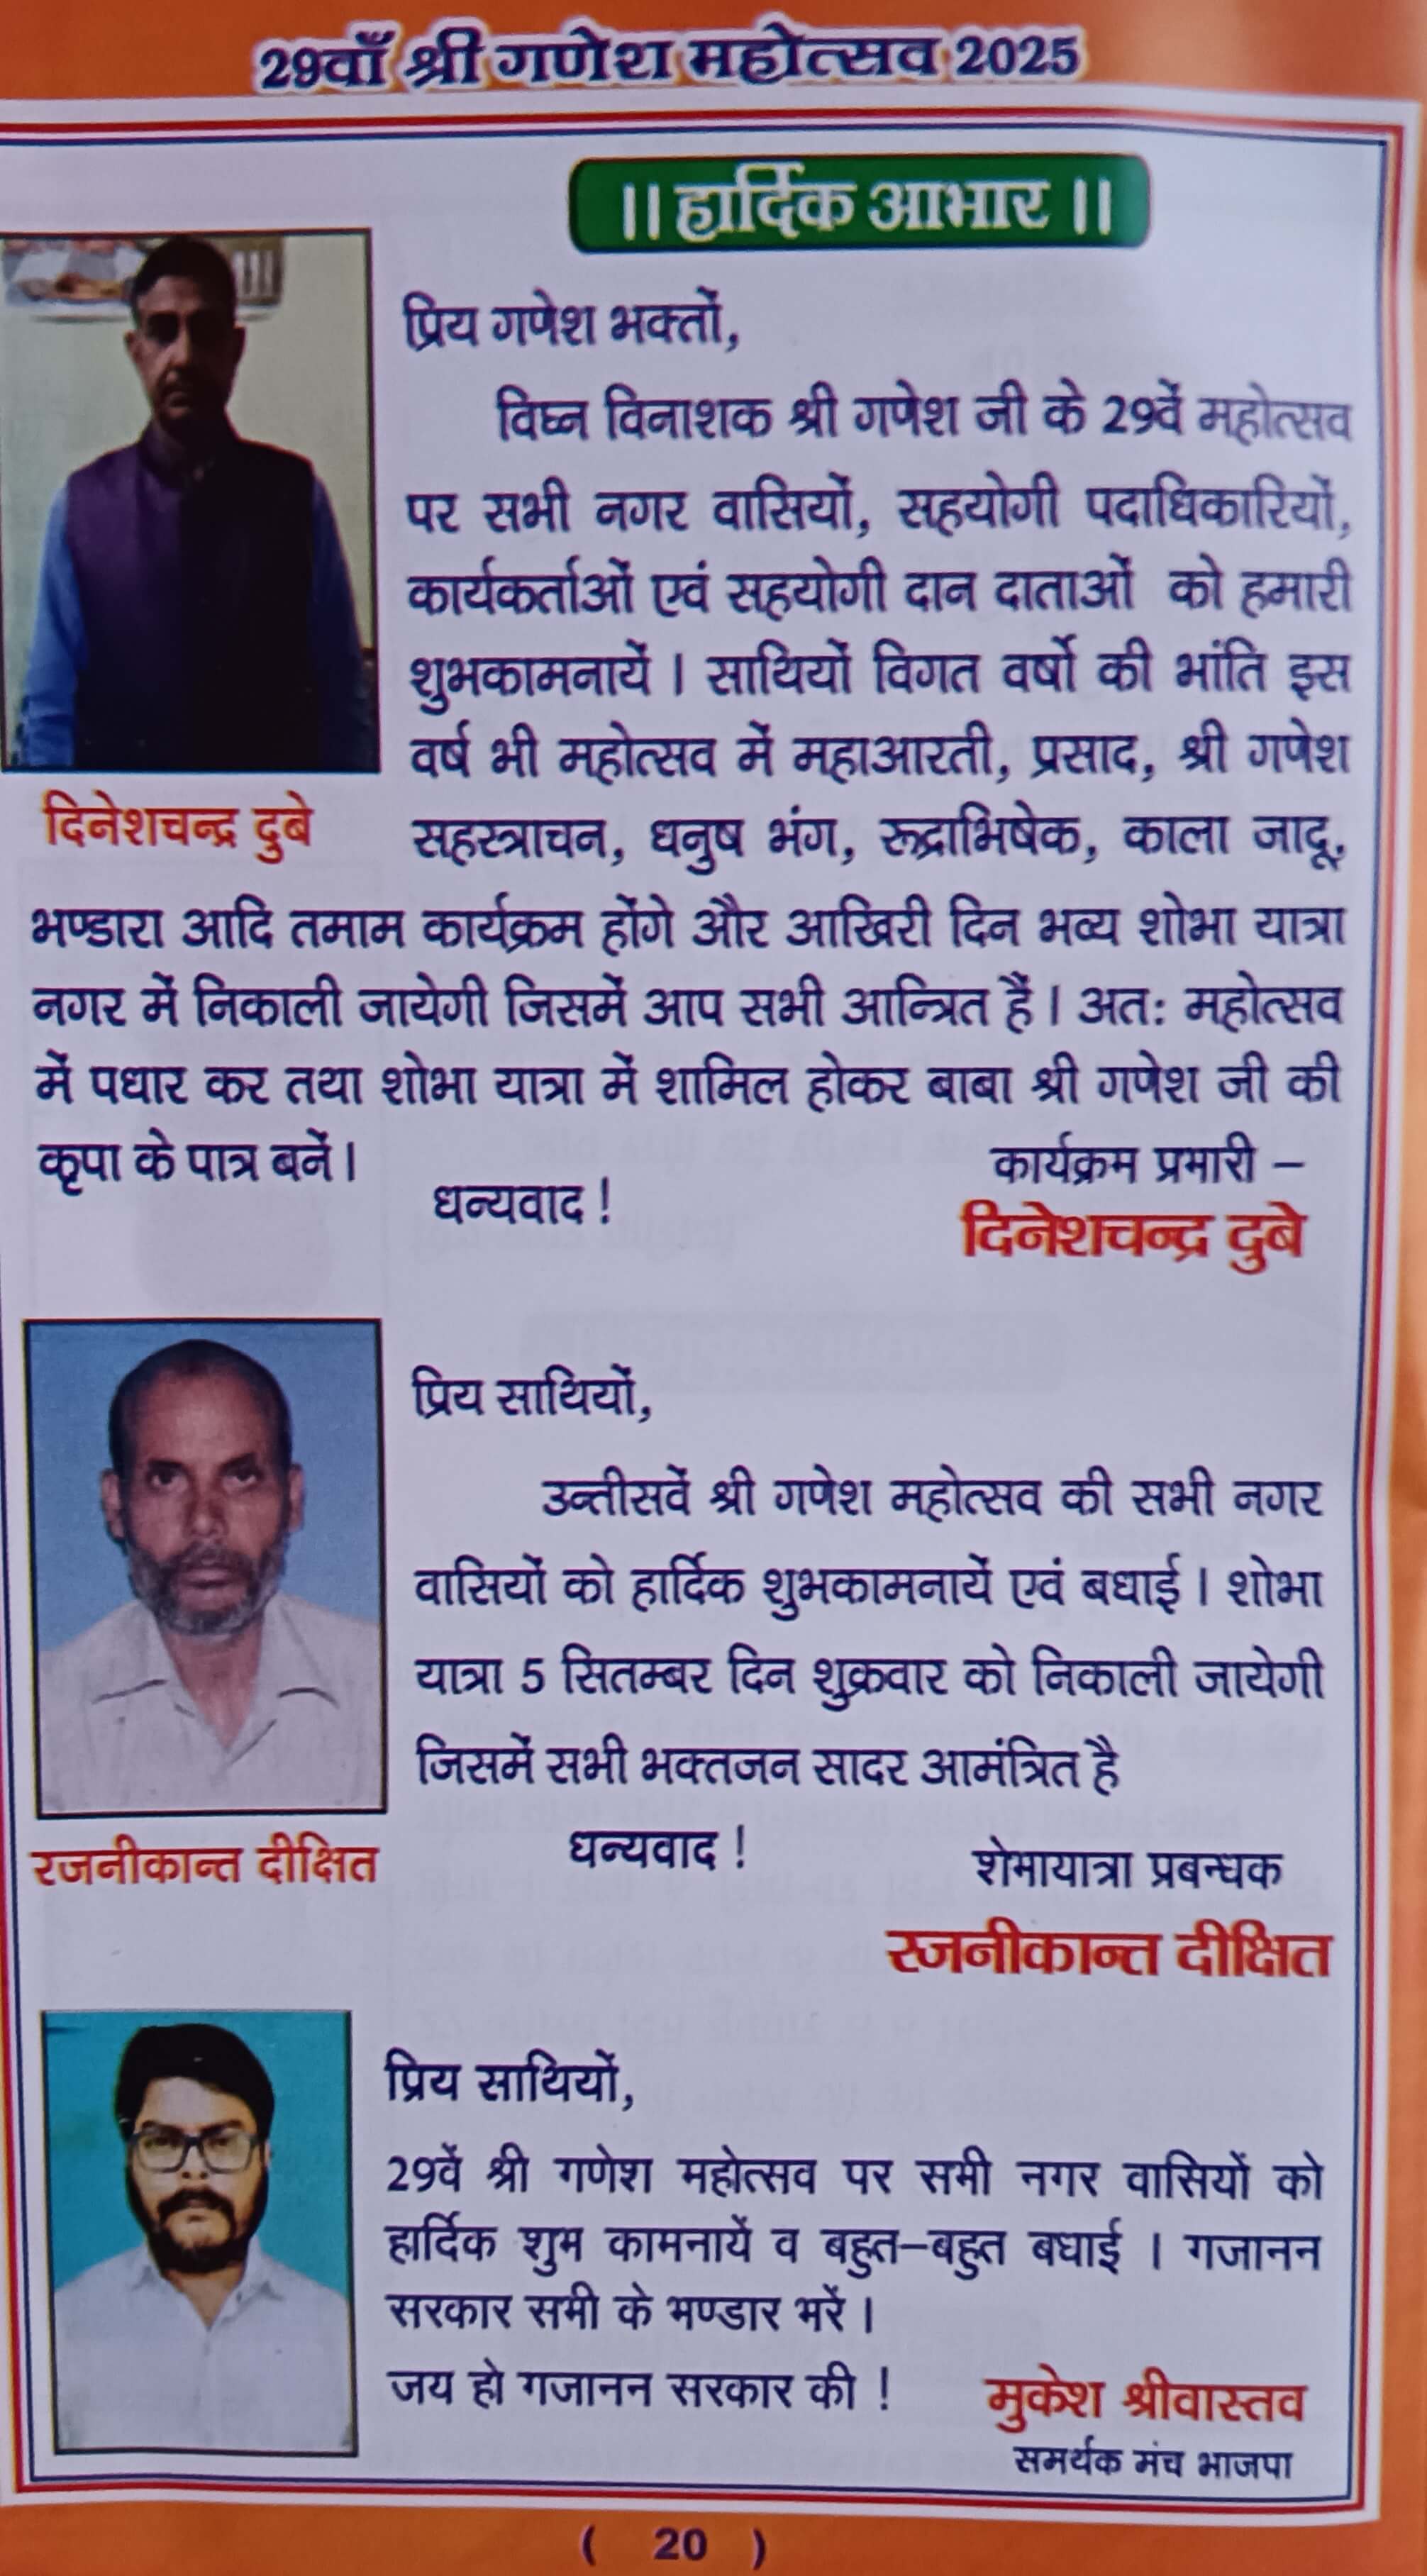 29वाँ श्री गणेश महोत्सव 2025
|| हार्दिक आभार ||
प्रिय गणेश भक्तों,
विघ्न विनाशक श्री गणेश जी के 29वें महोत्सव
पर सभी नगर वासियों, सहयोगी पदाधिकारियों,
कार्यकर्ताओं एवं सहयोगी दान दाताओं को हमारी
शुभकामनायें । साथियों विगत वर्षो की भांति इस
वर्ष भी महोत्सव में महाआरती, प्रसाद, श्री गणेश
सहस्त्राचन, धनुष भंग, रूद्राभिषेक, काला जादू,
दिनेशचन्द्र दुबे
भण्डारा आदि तमाम कार्यक्रम होंगे और आखिरी दिन भव्य शोभा यात्रा
नगर में निकाली जायेगी जिसमें आप सभी आन्त्रित हैं । अतः महोत्सव
में पधार कर तथा शोभा यात्रा में शामिल होकर बाबा श्री गणेश जी की
कृपा के पात्र बनें ।
धन्यवाद !
कार्यक्रम प्रभारी –
दिनेशचन्द्र दुबे
प्रिय साथियों,
उन्तीसवें श्री गणेश महोत्सव की सभी नगर
वासियों को हार्दिक शुभकामनायें एवं बधाई । शोभा
यात्रा 5 सितम्बर दिन शुक्रवार को निकाली जायेगी
जिसमें सभी भक्तजन सादर आमंत्रित है
रजनीकान्त दीक्षित
धन्यवाद !
शेभायात्रा प्रबन्धक
रजनीकान्त दीक्षित
प्रिय साथियों,
29वें श्री गणेश महोत्सव पर सभी नगर वासियों को
हार्दिक शुभ कामनायें व बहुत–बहुत बधाई । गजानन
सरकार सभी के भण्डार भरें ।
जय हो गजानन सरकार की !
मुकेश श्रीवास्तव
समर्थक मंच भाजपा
( 20 )